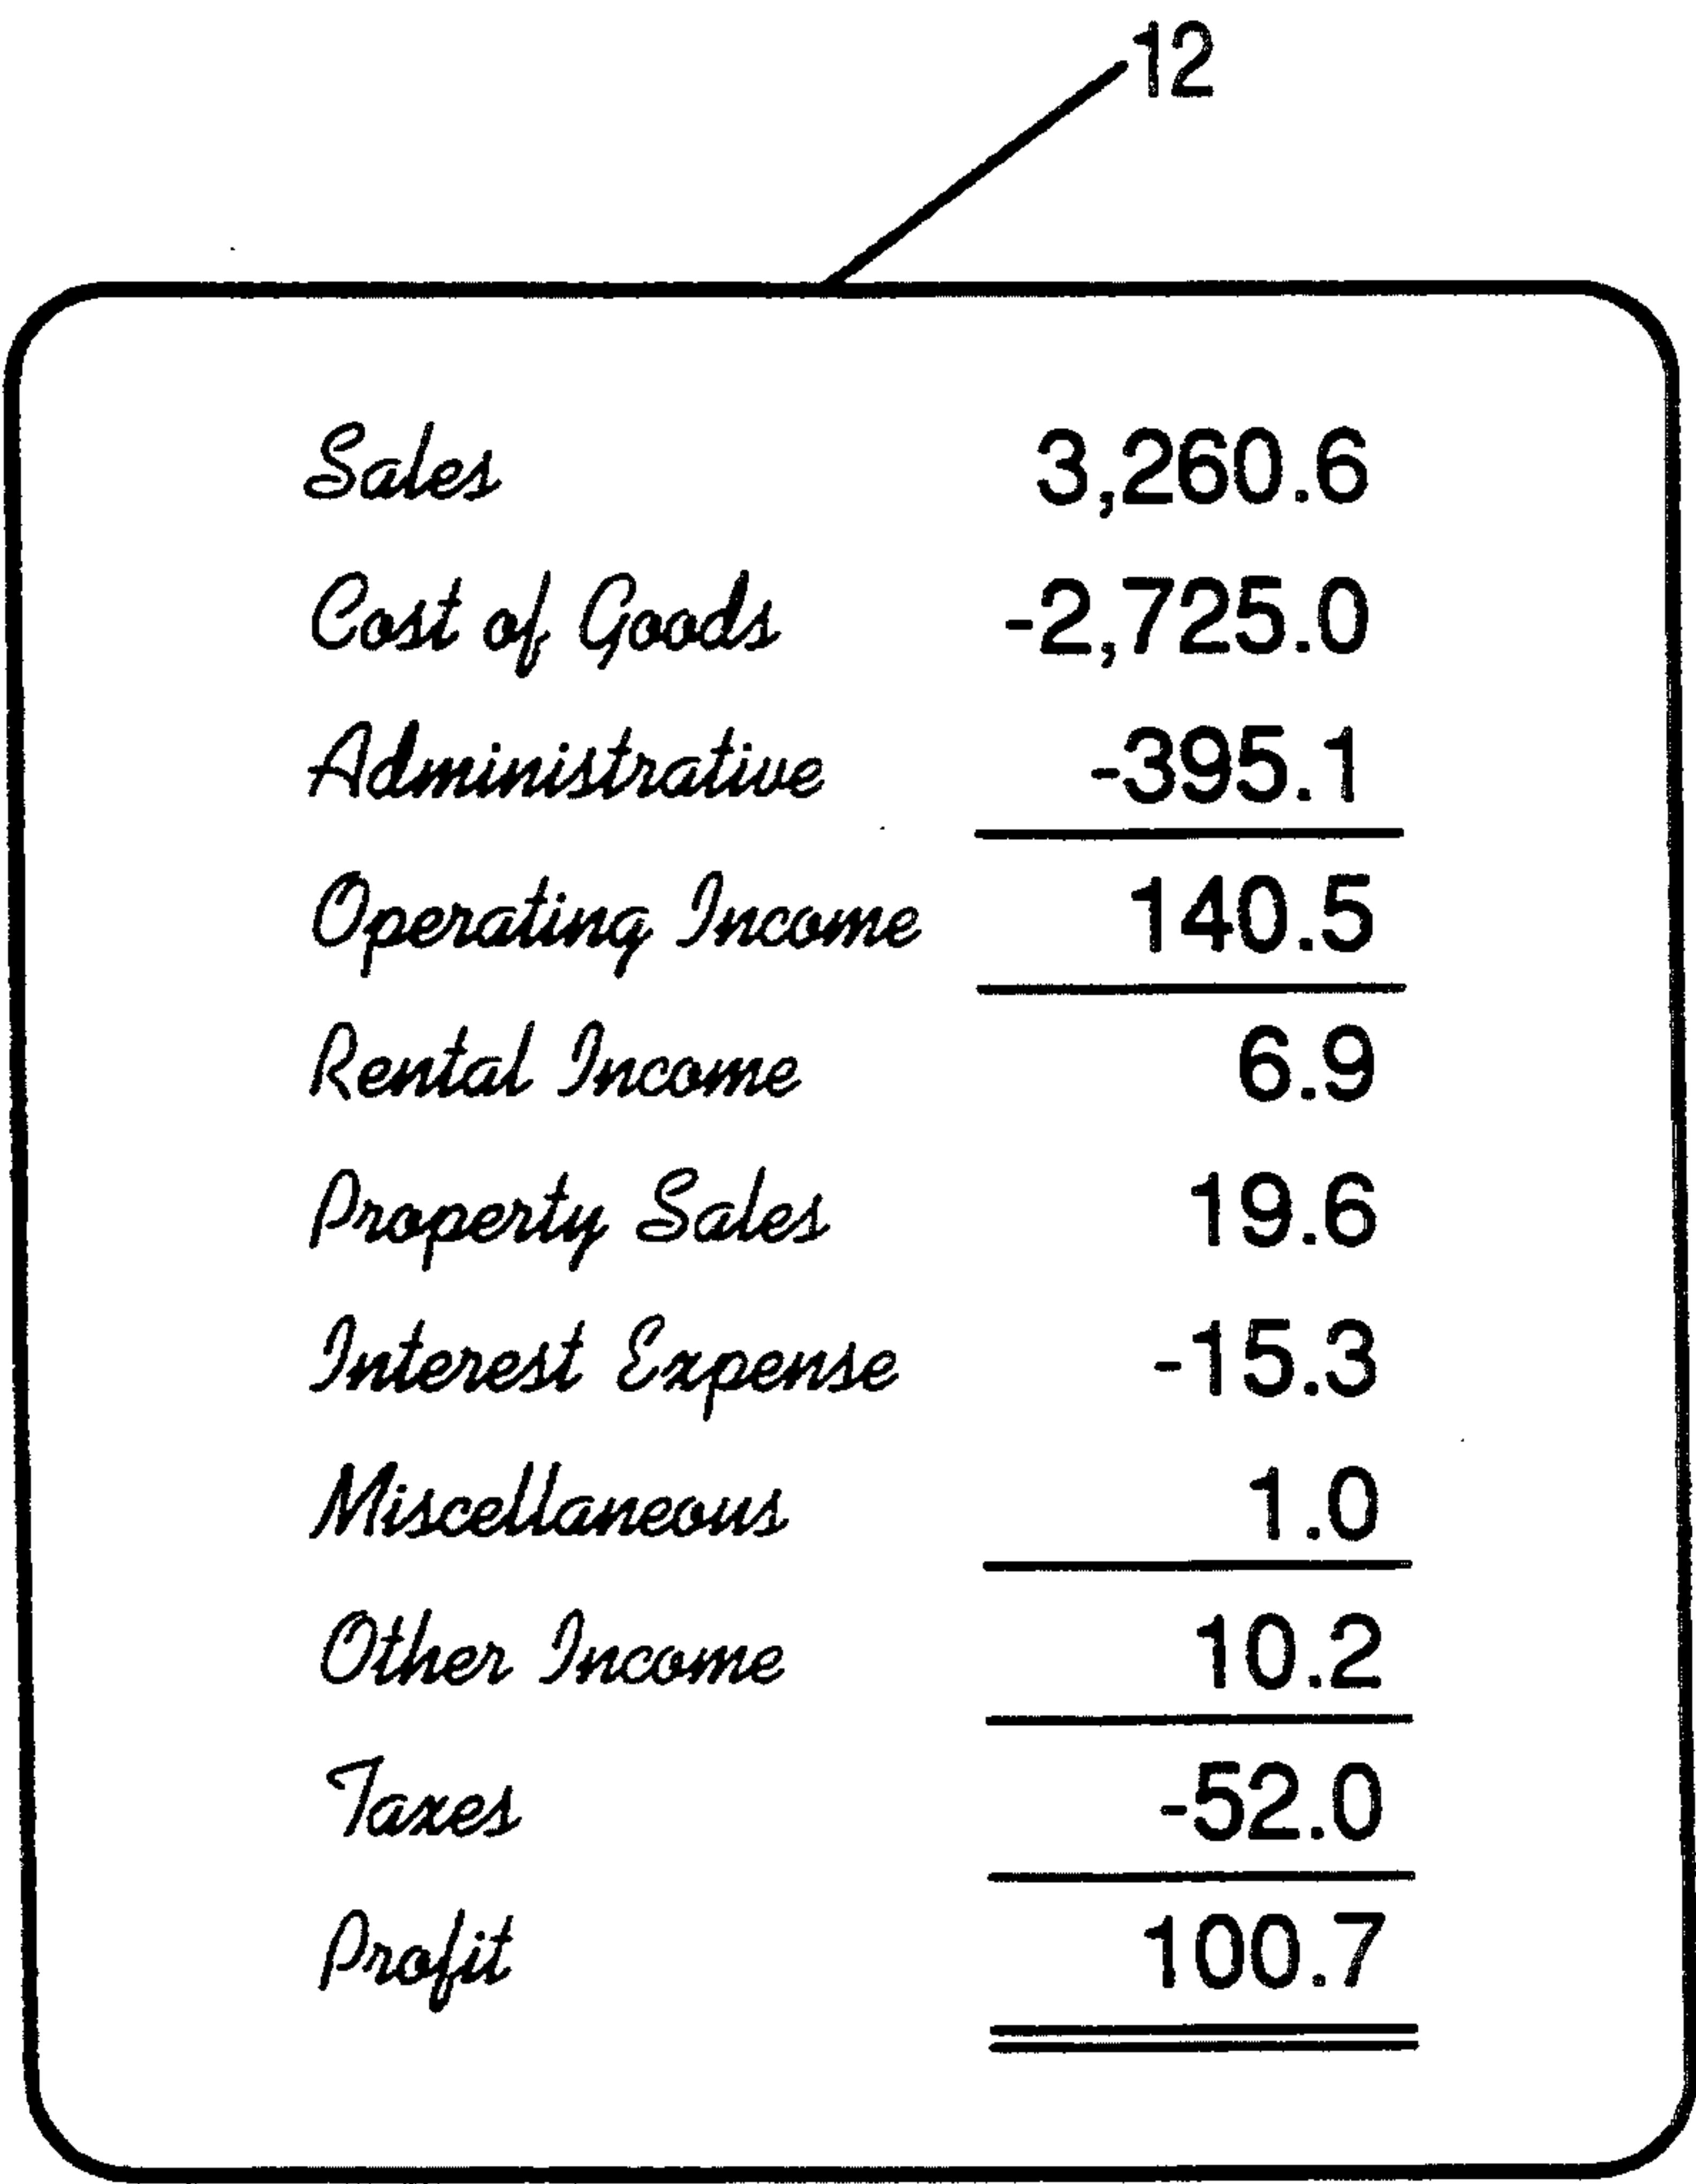 12
Sales 3,260.6
Cost of Goods -2,725.0
Administrative -395.1
Operating Income 140.5
Rental Income 6.9
Property Sales 19.6
Interest Expense -15.3
Miscellaneous 1.0
Other Income 10.2
Taxes -52.0
Profit 100.7